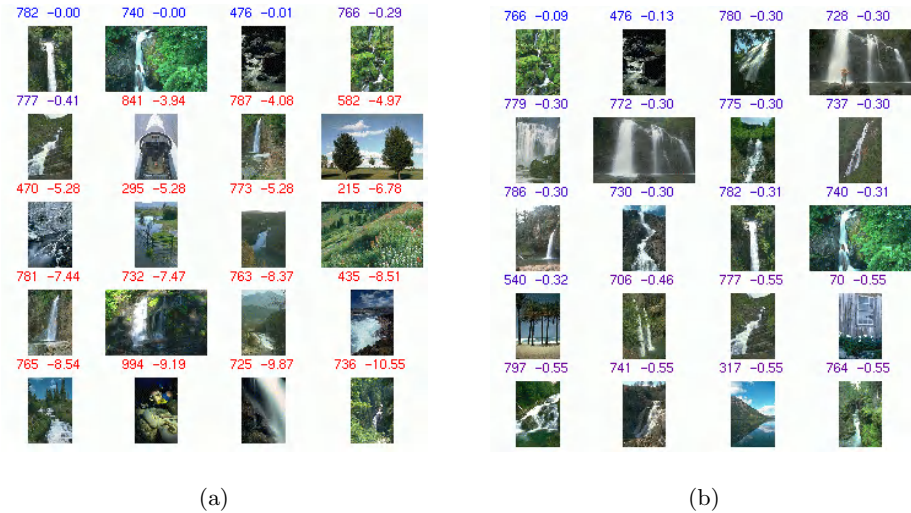 782 -0.00 740 -0.00 476 -0.01 766 -0.29
777 -0.41 841 -3.94 787 -4.08 582 -4.97
470 -5.28 295 -5.28 773 -5.28 215 -6.78
781 -7.44 732 -7.47 763 -8.37 435 -8.51
765 -8.54 994 -9.19 725 -9.87 736 -10.55
(a)
766 -0.09 476 -0.13 780 -0.30 728 -0.30
779 -0.30 772 -0.30 775 -0.30 737 -0.30
786 -0.30 730 -0.30 782 -0.31 740 -0.31
540 -0.32 706 -0.46 777 -0.55 70 -0.55
797 -0.55 741 -0.55 317 -0.55 764 -0.55
(b)